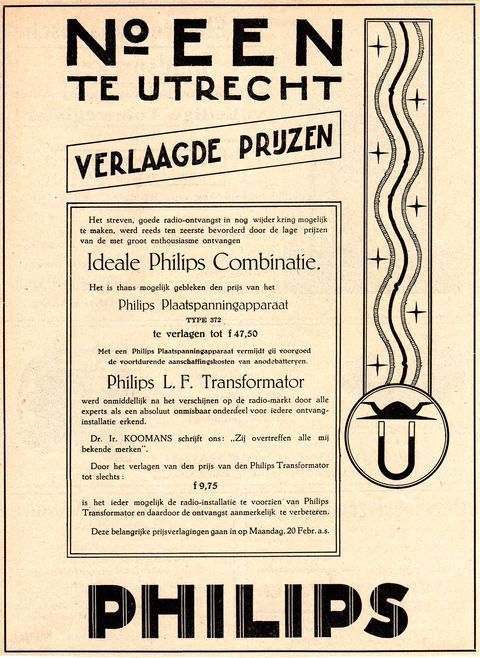 Nº EEN
TE UTRECHT
VERLAAGDE PRIJZEN
Het streven, goede radio-ontvangst in nog wijder kring mogelijk
te maken, werd reeds ten zeerste bevorderd door de lage prijzen
van de met groot enthousiasme ontvangen
Ideale Philips Combinatie.
Het is thans mogelijk gebleken den prijs van het
Philips Plaatspanningapparaat
TYPE 372
te verlagen tot f 47,50
Met een Philips Plaatspanningapparaat vermijdt gij voorgoed
de voortdurende aanschaffingskosten van anodebatteryen.
Philips L. F. Transformator
werd onmiddellijk na het verschijnen op de radio-markt door alle
experts als een absoluut onmisbaar onderdeel voor iedere ontvang-
installatie erkend.
Dr. Ir. KOOMANS schrijft ons: „Zij overtreffen alle mij
bekende merken".
Door het verlagen van den prijs van den Philips Transformator
tot slechts:
f 9,75
is het ieder mogelijk de radio-installatie te voorzien van Philips
Transformator en daardoor de ontvangst aanmerkelijk te verbeteren.
Deze belangrijke prijsverlagingen gaan in op Maandag, 20 Febr. a.s.
PHILIPS